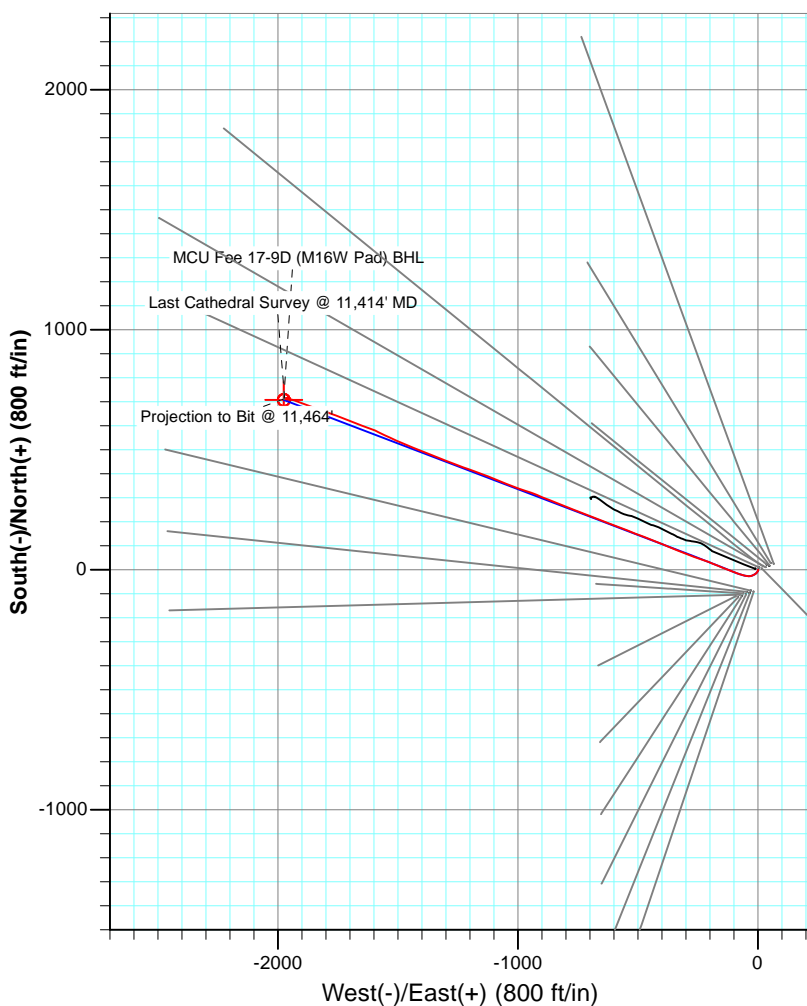 2000
MCU Fee 17-9D (M16W Pad) BHL
Last Cathedral Survey @ 11,414' MD
1000
Projection to Bit @ 11,464'
South(-)/North(+) (800 ft/in)
0
-1000
-2000
-1000
0
West(-)/East(+) (800 ft/in)